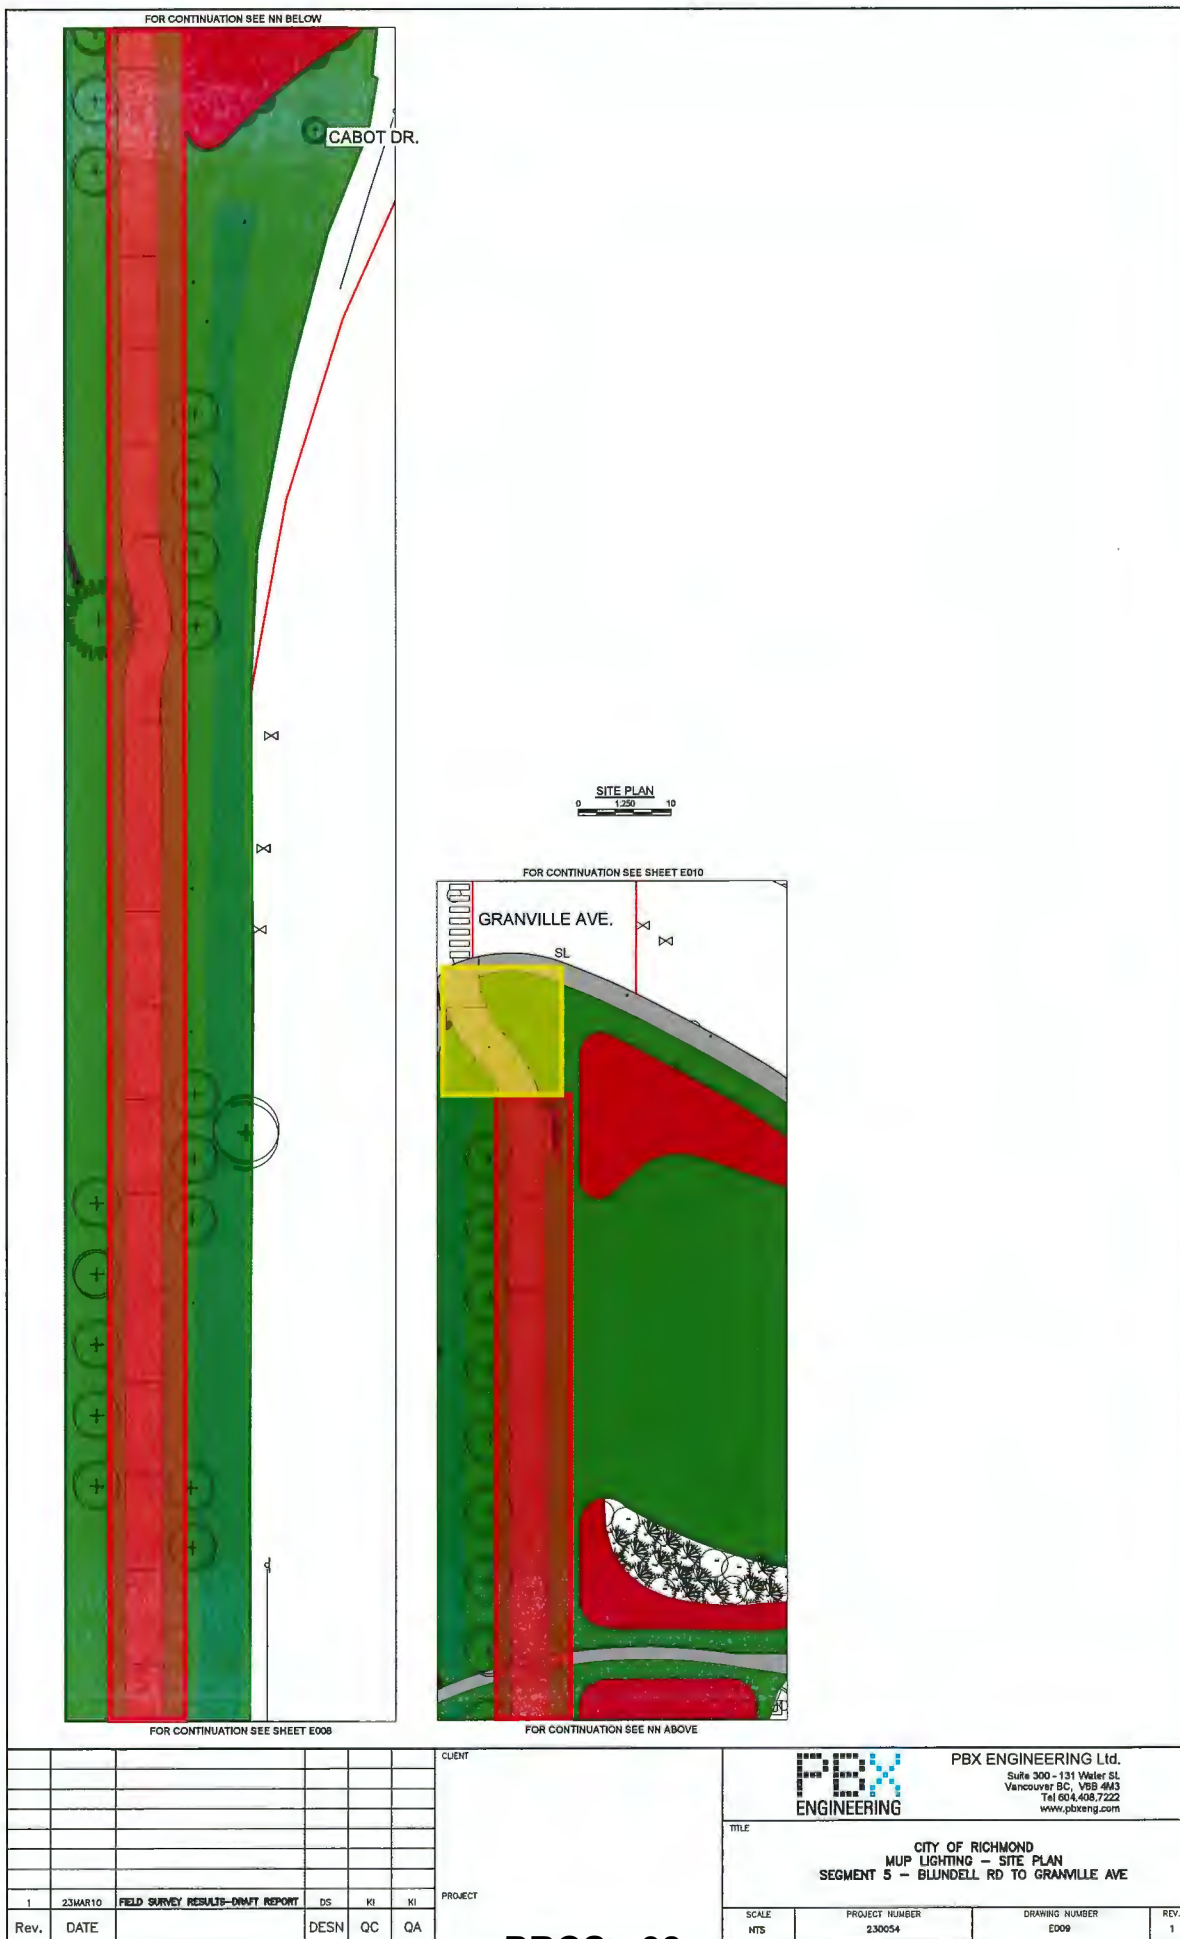 FOR CONTINUATION SEE NN BELOW
CABOT DR.
SITE PLAN
0 1:250 10
FOR CONTINUATION SEE SHEET E010
GRANVILLE AVE.
SL
FOR CONTINUATION SEE SHEET E008
FOR CONTINUATION SEE NN ABOVE
CLIENT
PROJECT
PBX
ENGINEERING
PBX ENGINEERING Ltd.
Suite 300 - 131 Water St.
Vancouver BC, V6B 4M3
Tel 604.408.7222
www.pbxeng.com
TITLE
CITY OF RICHMOND
MUP LIGHTING - SITE PLAN
SEGMENT 5 - BLUNDELL RD TO GRANVILLE AVE
1 23MAR10 FIELD SURVEY RESULTS-DRAFT REPORT DS KI KI
Rev. DATE DESN QC QA
SCALE PROJECT NUMBER DRAWING NUMBER REV.
NTS 230054 E009 1